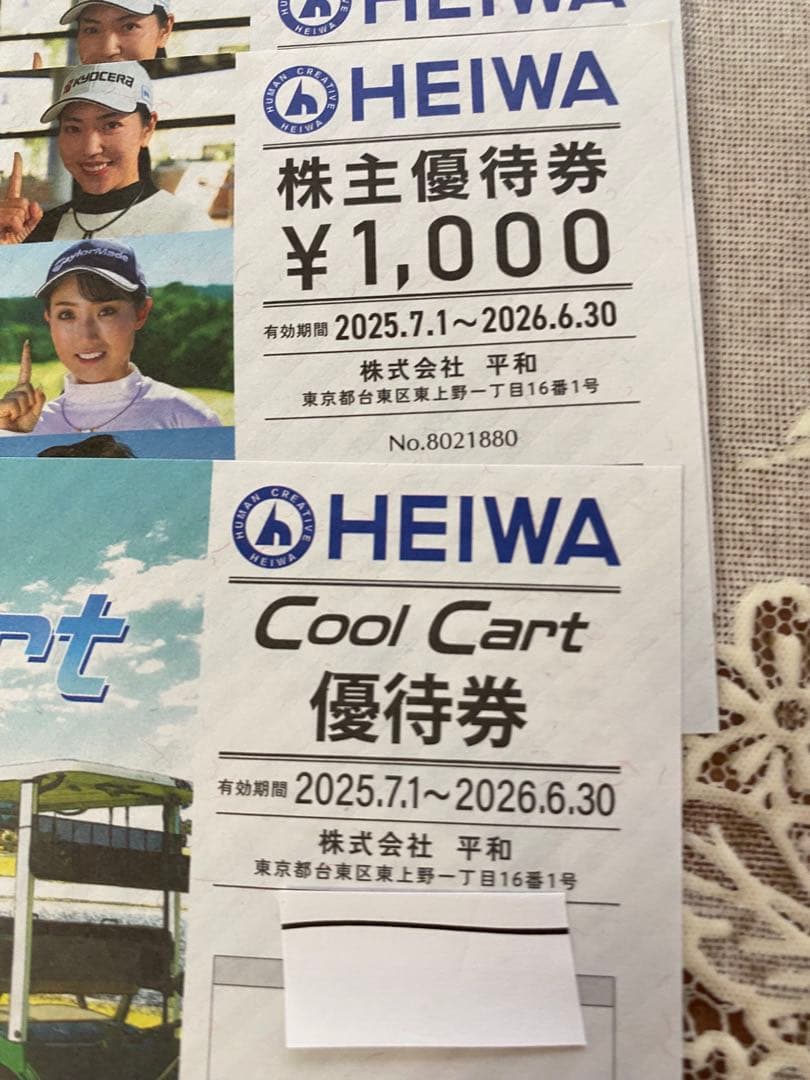 HEIWA
KYOCERA
HUMAN CREATIVE
HEIWA
HEIWA
株主優待券
¥1,000
有効期間 2025.7.1～2026.6.30
株式会社 平和
東京都台東区東上野一丁目16番1号
No.8021880
TaylorMade
HUMAN CREATIVE
HEIWA
HEIWA
rt
Cool Cart
優待券
有効期間 2025.7.1～2026.6.30
株式会社 平和
東京都台東区東上野一丁目16番1号